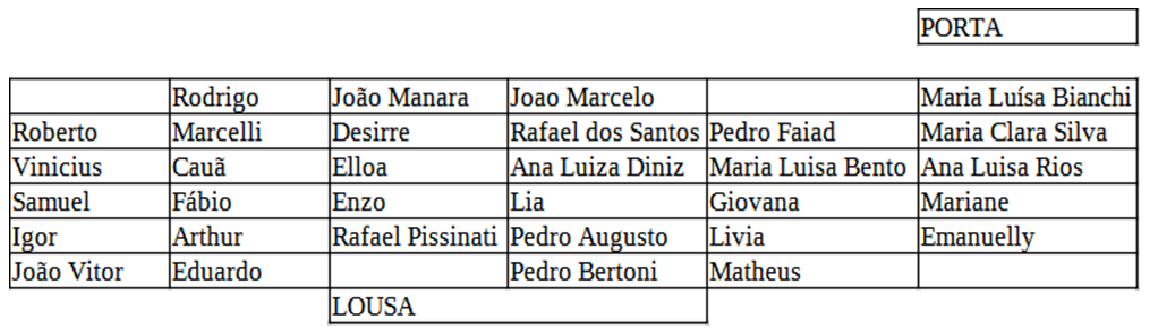 PORTA
Rodrigo João Manara Joao Marcelo Maria Luísa Bianchi
Roberto Marcelli Desirre Rafael dos Santos Pedro Faiad Maria Clara Silva
Vinicius Cauã Elloa Ana Luiza Diniz Maria Luisa Bento Ana Luisa Rios
Samuel Fábio Enzo Lia Giovana Mariane
Igor Arthur Rafael Pissinati Pedro Augusto Livia Emanuelly
João Vitor Eduardo Pedro Bertoni Matheus
LOUSA